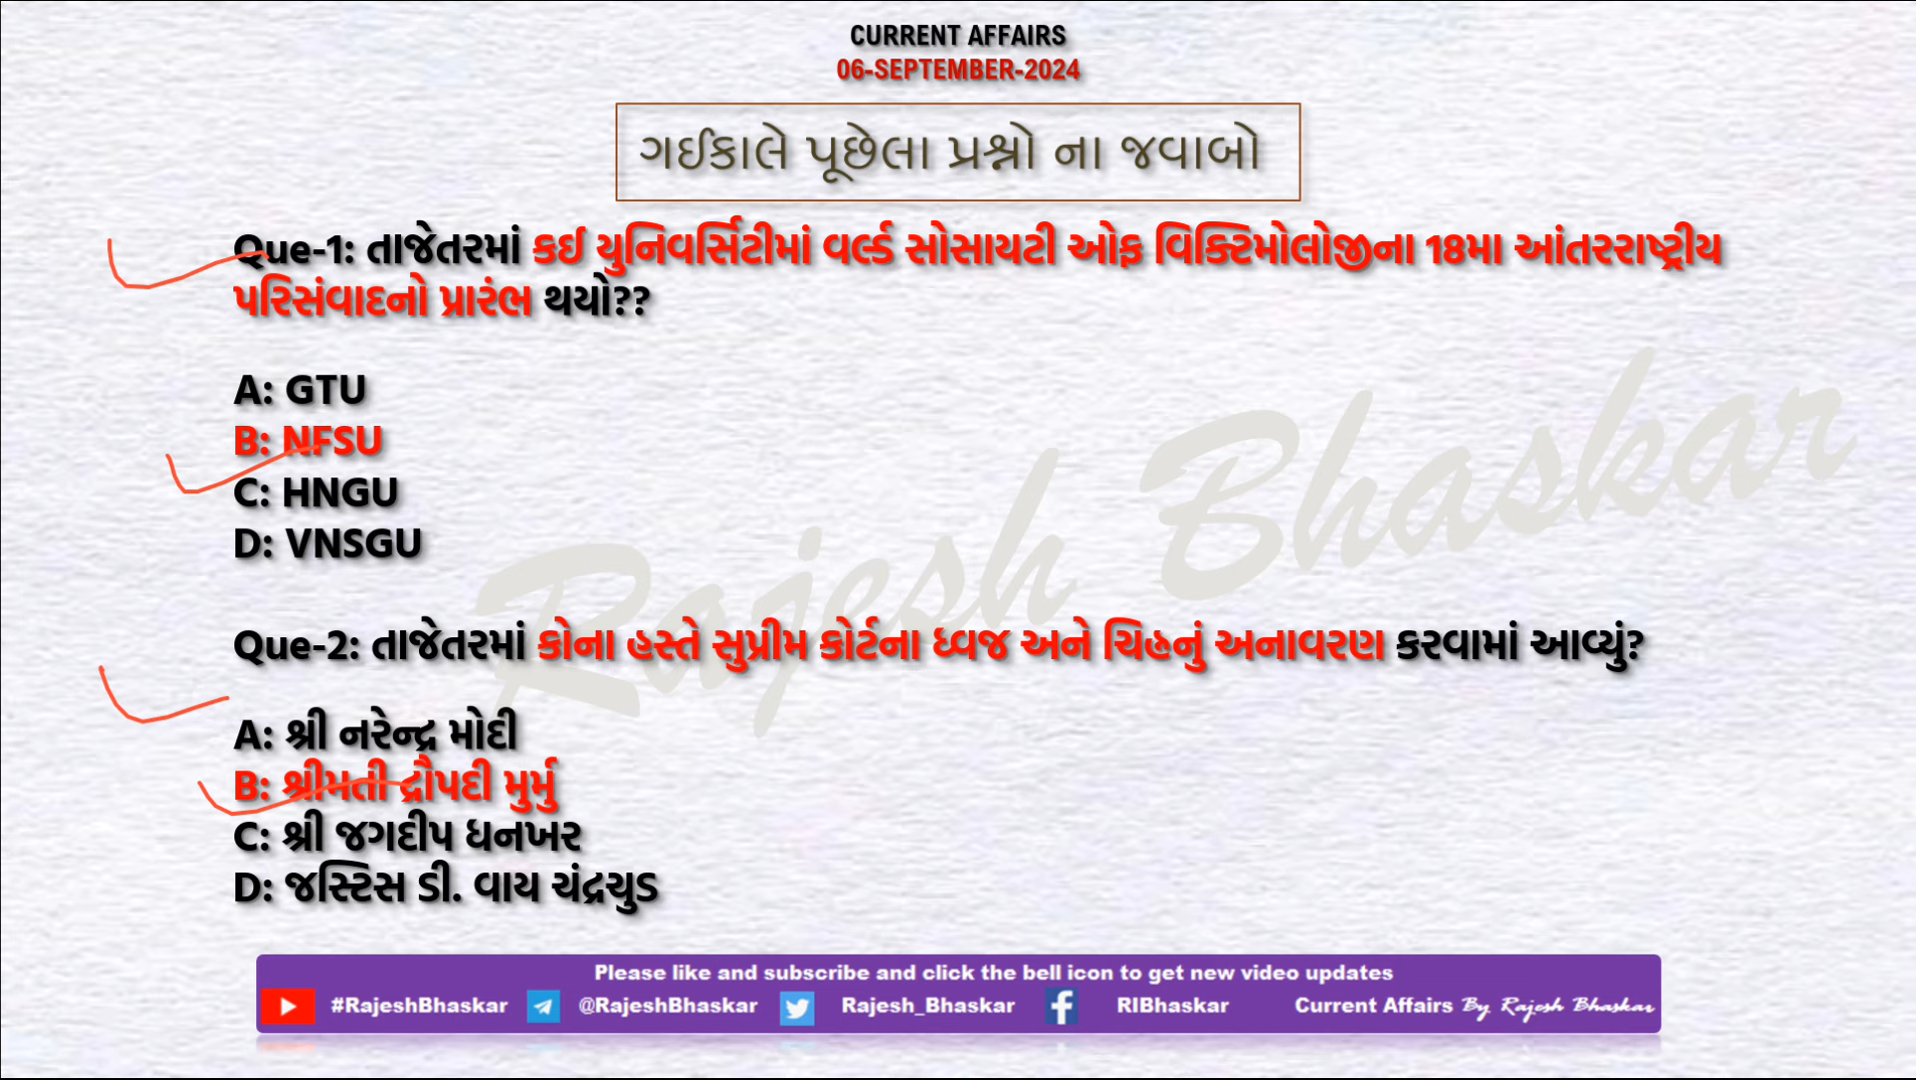 CURRENT AFFAIRS
06-SEPTEMBER-2024
ગઈકાલે પૂછેલા પ્રશ્નો ના જવાબો
Que-1: તાજેતરમાં કઈ યુનિવર્સિટીમાં વર્લ્ડ સોસાયટી ઓફ વિક્ટિમોલોજીના 18મા આંતરરાષ્ટ્રીય
પરિસંવાદનો પ્રારંભ થયો??
A: GTU
B: NFSU
C: HNGU
D: VNSGU
Que-2: તાજેતરમાં કોના હસ્તે સુપ્રીમ કોર્ટના ધ્વજ અને ચિહનું અનાવરણ કરવામાં આવ્યું?
A: શ્રી નરેન્દ્ર મોદી
B: શ્રીમતી દ્રૌપદી મુર્મુ
C: શ્રી જગદીપ ધનખર
D: જસ્ટિસ ડી. વાય ચંદ્રચુડ
Rajesh Bhaskar
Please like and subscribe and click the bell icon to get new video updates
#RajeshBhaskar @RajeshBhaskar Rajesh_Bhaskar RIBhaskar Current Affairs By Rajesh Bhaskar